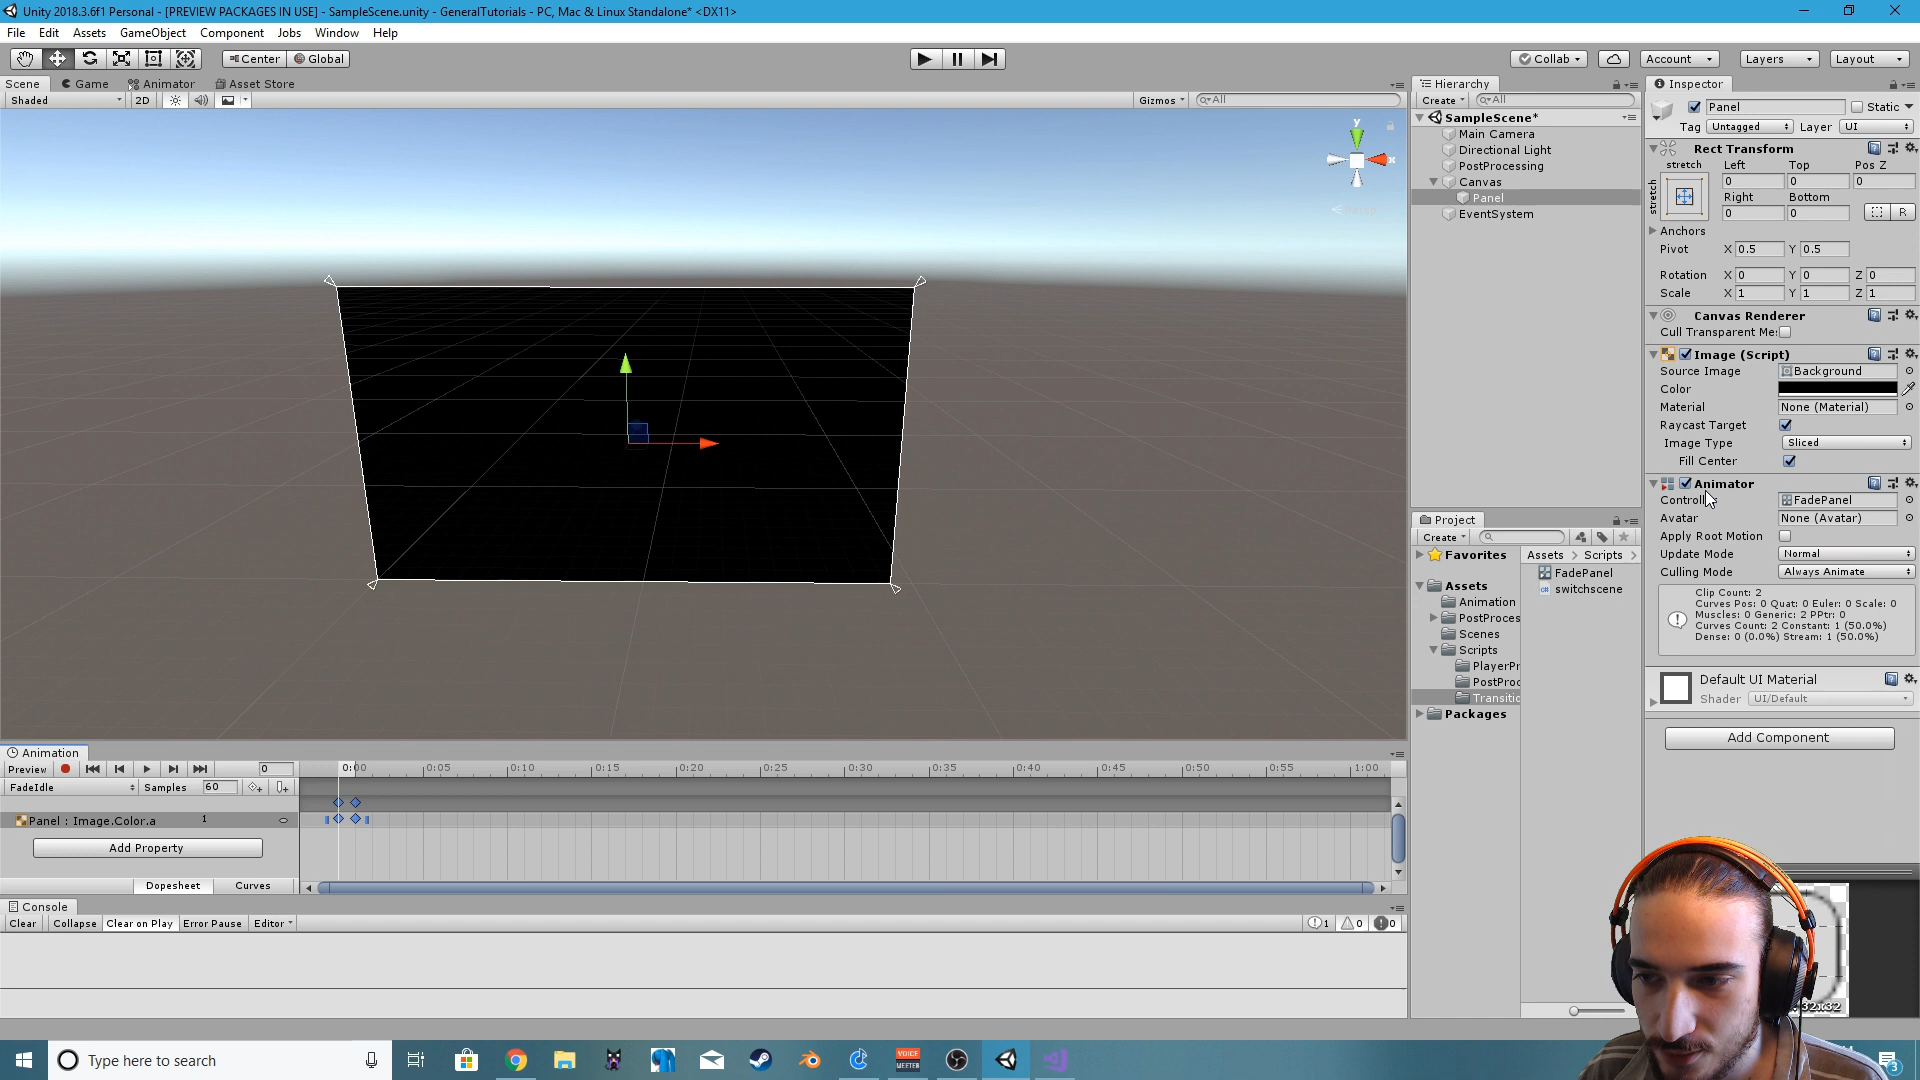 Unity 2018.3.6f1 Personal - [PREVIEW PACKAGES IN USE] - SampleScene.unity - GeneralTutorials - PC, Mac & Linux Standalone* <DX11>
File Edit Assets GameObject Component Jobs Window Help
Center Global
Collab Account Layers Layout
Scene Game Animator Asset Store
Shaded 2D Gizmos All
y
x
Persp
Hierarchy
Create All
SampleScene*
Main Camera
Directional Light
PostProcessing
Canvas
Panel
EventSystem
Project
Create
Favorites
Assets
Animation
PostProces
Scenes
Scripts
PlayerPr
PostProc
Transitio
Packages
Assets > Scripts >
FadePanel
switchscene
Inspector
Panel Static
Tag Untagged Layer UI
Rect Transform
stretch Left Top Pos Z
stretch 0 0 0
Right Bottom
0 0 R
Anchors
Pivot X 0.5 Y 0.5
Rotation X 0 Y 0 Z 0
Scale X 1 Y 1 Z 1
Canvas Renderer
Cull Transparent Me
Image (Script)
Source Image Background
Color
Material None (Material)
Raycast Target
Image Type Sliced
Fill Center
Animator
Controll FadePanel
Avatar None (Avatar)
Apply Root Motion
Update Mode Normal
Culling Mode Always Animate
Clip Count: 2
Curves Pos: 0 Quat: 0 Euler: 0 Scale: 0
Muscles: 0 Generic: 2 PPtr: 0
Curves Count: 2 Constant: 1 (50.0%)
Dense: 0 (0.0%) Stream: 1 (50.0%)
Default UI Material
Shader UI/Default
Add Component
32x32
Animation
Preview 0 0:00 0:05 0:10 0:15 0:20 0:25 0:30 0:35 0:40 0:45 0:50 0:55 1:00
FadeIdle Samples 60
Panel : Image.Color.a 1
Add Property
Dopesheet Curves
Console
Clear Collapse Clear on Play Error Pause Editor 1 0 0
Type here to search
VOICE
MEETER
3